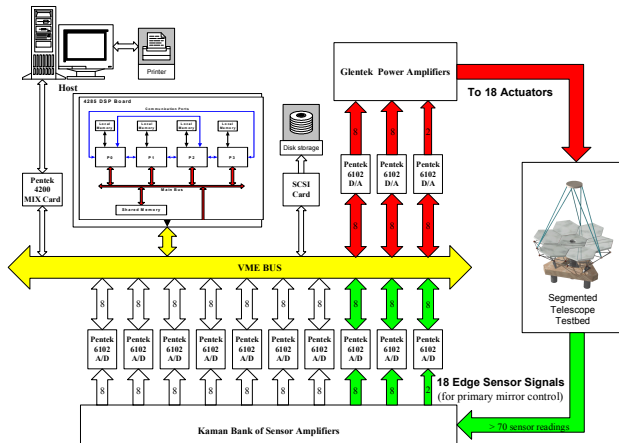 Printer
Host
4285 DSP Board
Communication Ports
Local Memory
Local Memory
Local Memory
Local Memory
P0
P1
P2
P3
Main Bus
Shared Memory
Pentek
4200
MIX Card
Disk storage
SCSI
Card
Glentek Power Amplifiers
8
8
2
Pentek
6102
D/A
Pentek
6102
D/A
Pentek
6102
D/A
8
8
8
To 18 Actuators
Segmented
Telescope
Testbed
VME BUS
8
8
8
8
8
8
8
8
8
Pentek
6102
A/D
Pentek
6102
A/D
Pentek
6102
A/D
Pentek
6102
A/D
Pentek
6102
A/D
Pentek
6102
A/D
Pentek
6102
A/D
Pentek
6102
A/D
Pentek
6102
A/D
8
8
8
8
8
8
8
8
2
18 Edge Sensor Signals
(for primary mirror control)
> 70 sensor readings
Kaman Bank of Sensor Amplifiers